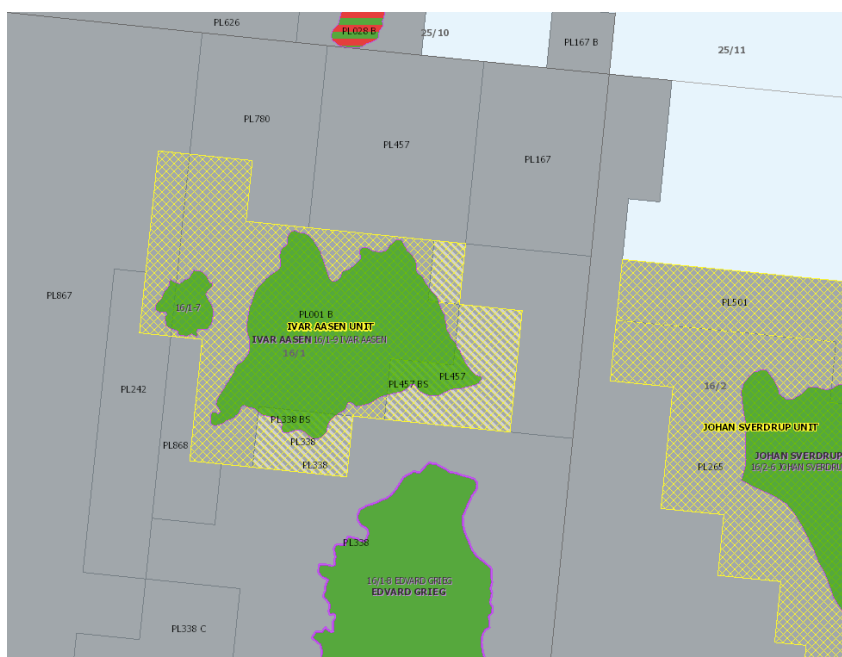 PL626
PL028 B
25/10
PL167 B
25/11
PL780
PL457
PL167
PL867
16/1-7
PL001 B
IVAR AASEN UNIT
IVAR AASEN 16/1-9 IVAR AASEN
16/1
PL501
PL457
PL457 BS
PL242
16/2
PL338 BS
JOHAN SVERDRUP UNIT
PL868
PL338
PL338
JOHAN SVERDRUP
16/2-6 JOHAN SVERDRU
PL265
PL338
16/1-8 EDVARD GRIEG
EDVARD GRIEG
PL338 C